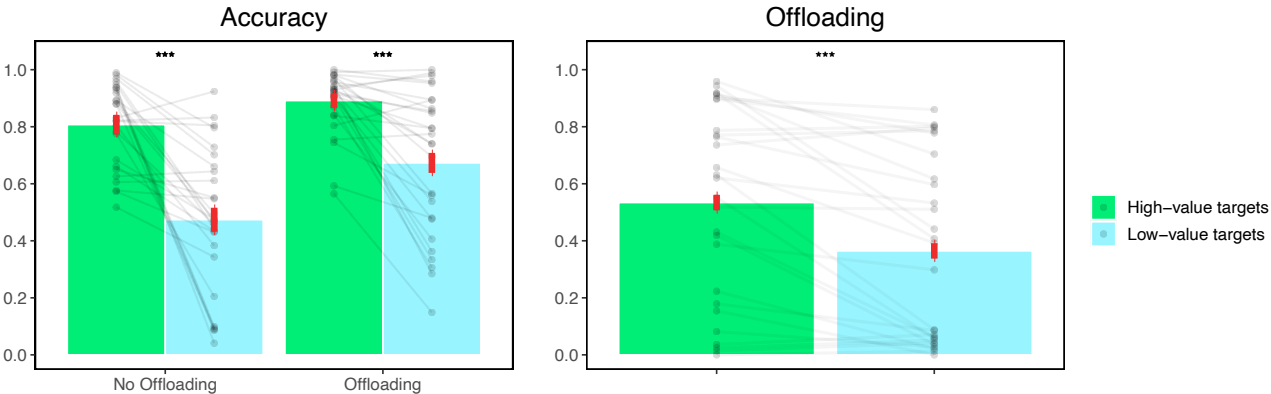 Accuracy
Offloading
***
***
***
1.0
0.8
0.6
0.4
0.2
0.0
No Offloading
Offloading
1.0
0.8
0.6
0.4
0.2
0.0
High−value targets
Low−value targets